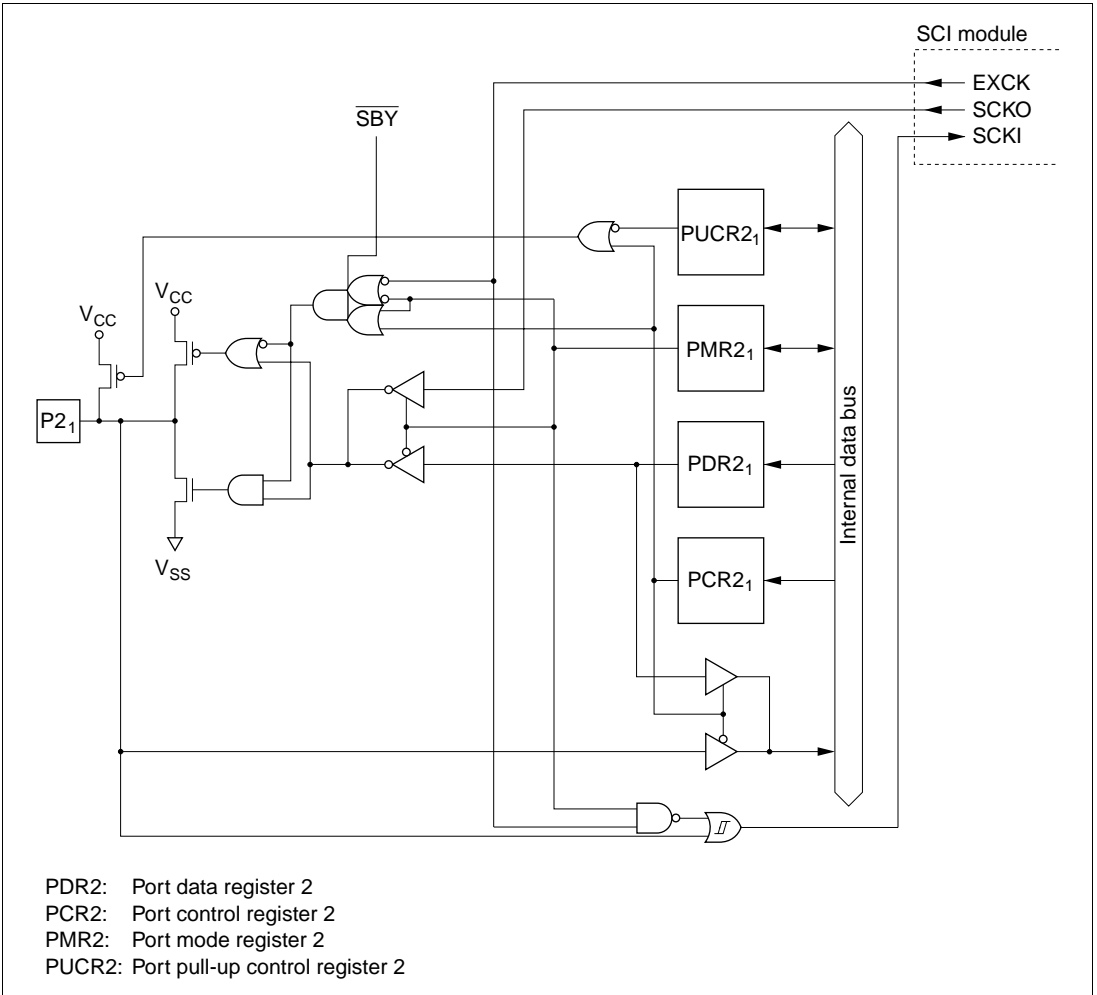 SCI module
EXCK
SCKO
SCKI
SBY
PUCR21
VCC
VCC
PMR21
P21
PDR21
Internal data bus
VSS
PCR21
PDR2: Port data register 2
PCR2: Port control register 2
PMR2: Port mode register 2
PUCR2: Port pull-up control register 2